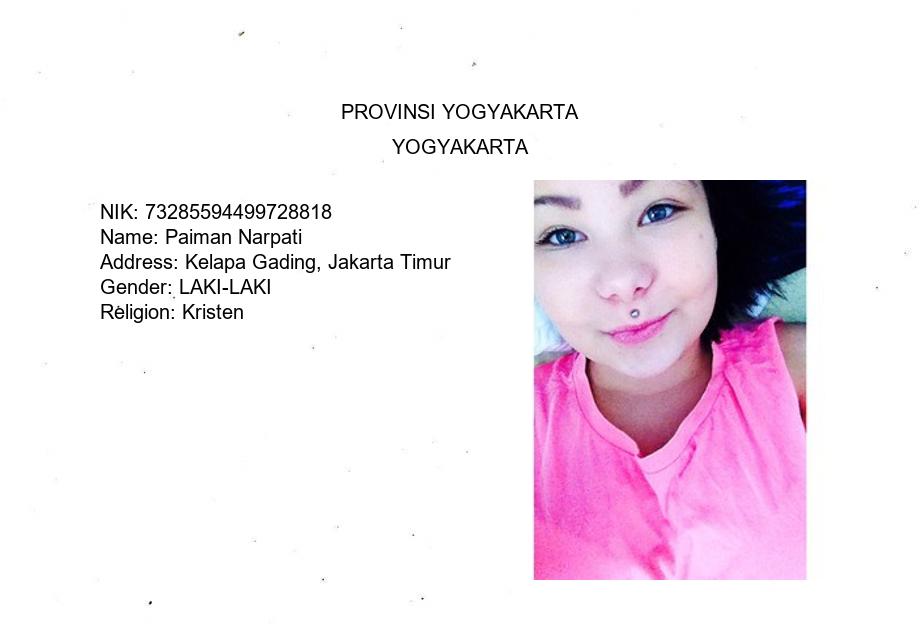 PROVINSI YOGYAKARTA
YOGYAKARTA
NIK: 73285594499728818
Name: Paiman Narpati
Address: Kelapa Gading, Jakarta Timur
Gender: LAKI-LAKI
Religion: Kristen